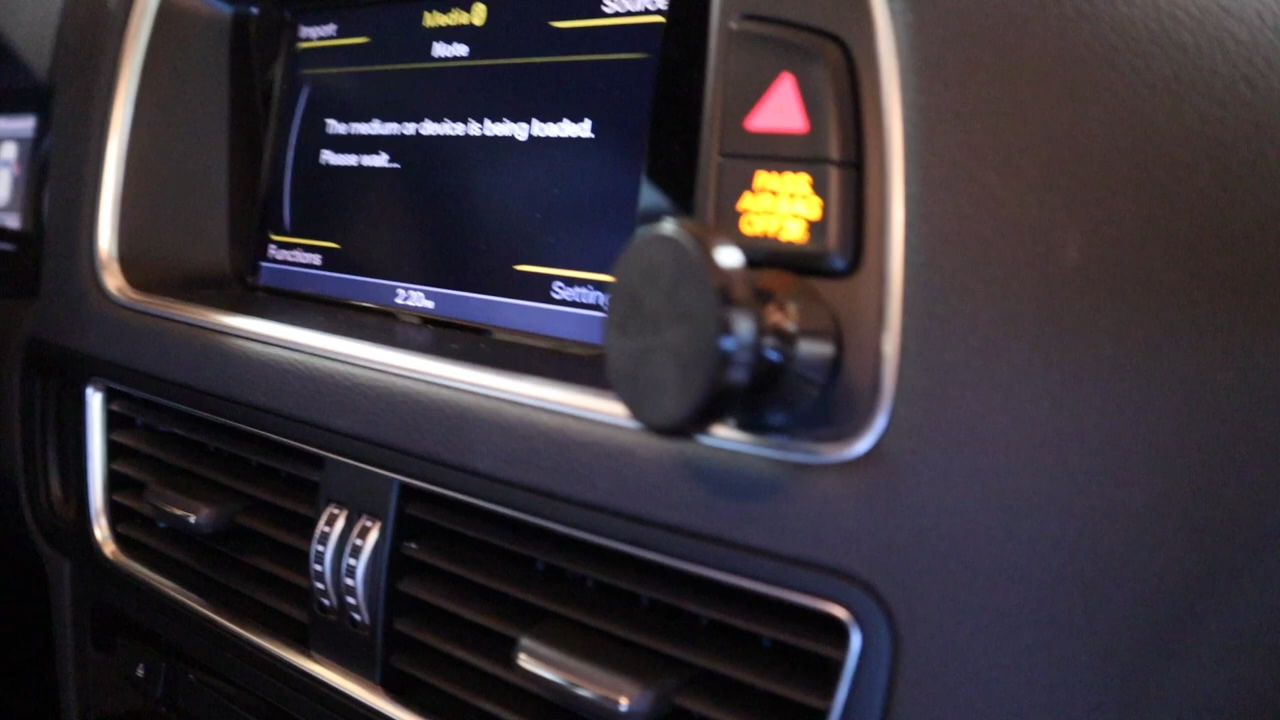 Import
Media
Source
Note
The medium or device is being loaded.
Please wait...
Functions
Setting
2:20
PASS
AIRBAG
OFF